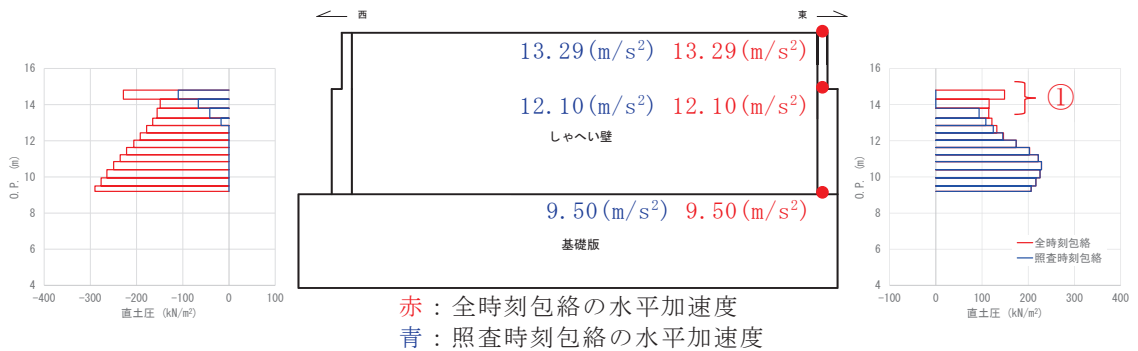 西
東
16
14
12
10
8
6
4
O.P. (m)
-400
-300
-200
-100
0
100
直土圧 (kN/m²)
13.29(m/s²) 13.29(m/s²)
12.10(m/s²) 12.10(m/s²)
しゃへい壁
9.50(m/s²) 9.50(m/s²)
基礎版
16
14
12
10
8
6
4
O.P. (m)
①
全時刻包絡
照査時刻包絡
-100
0
100
200
300
400
直土圧 (kN/m²)
赤：全時刻包絡の水平加速度
青：照査時刻包絡の水平加速度